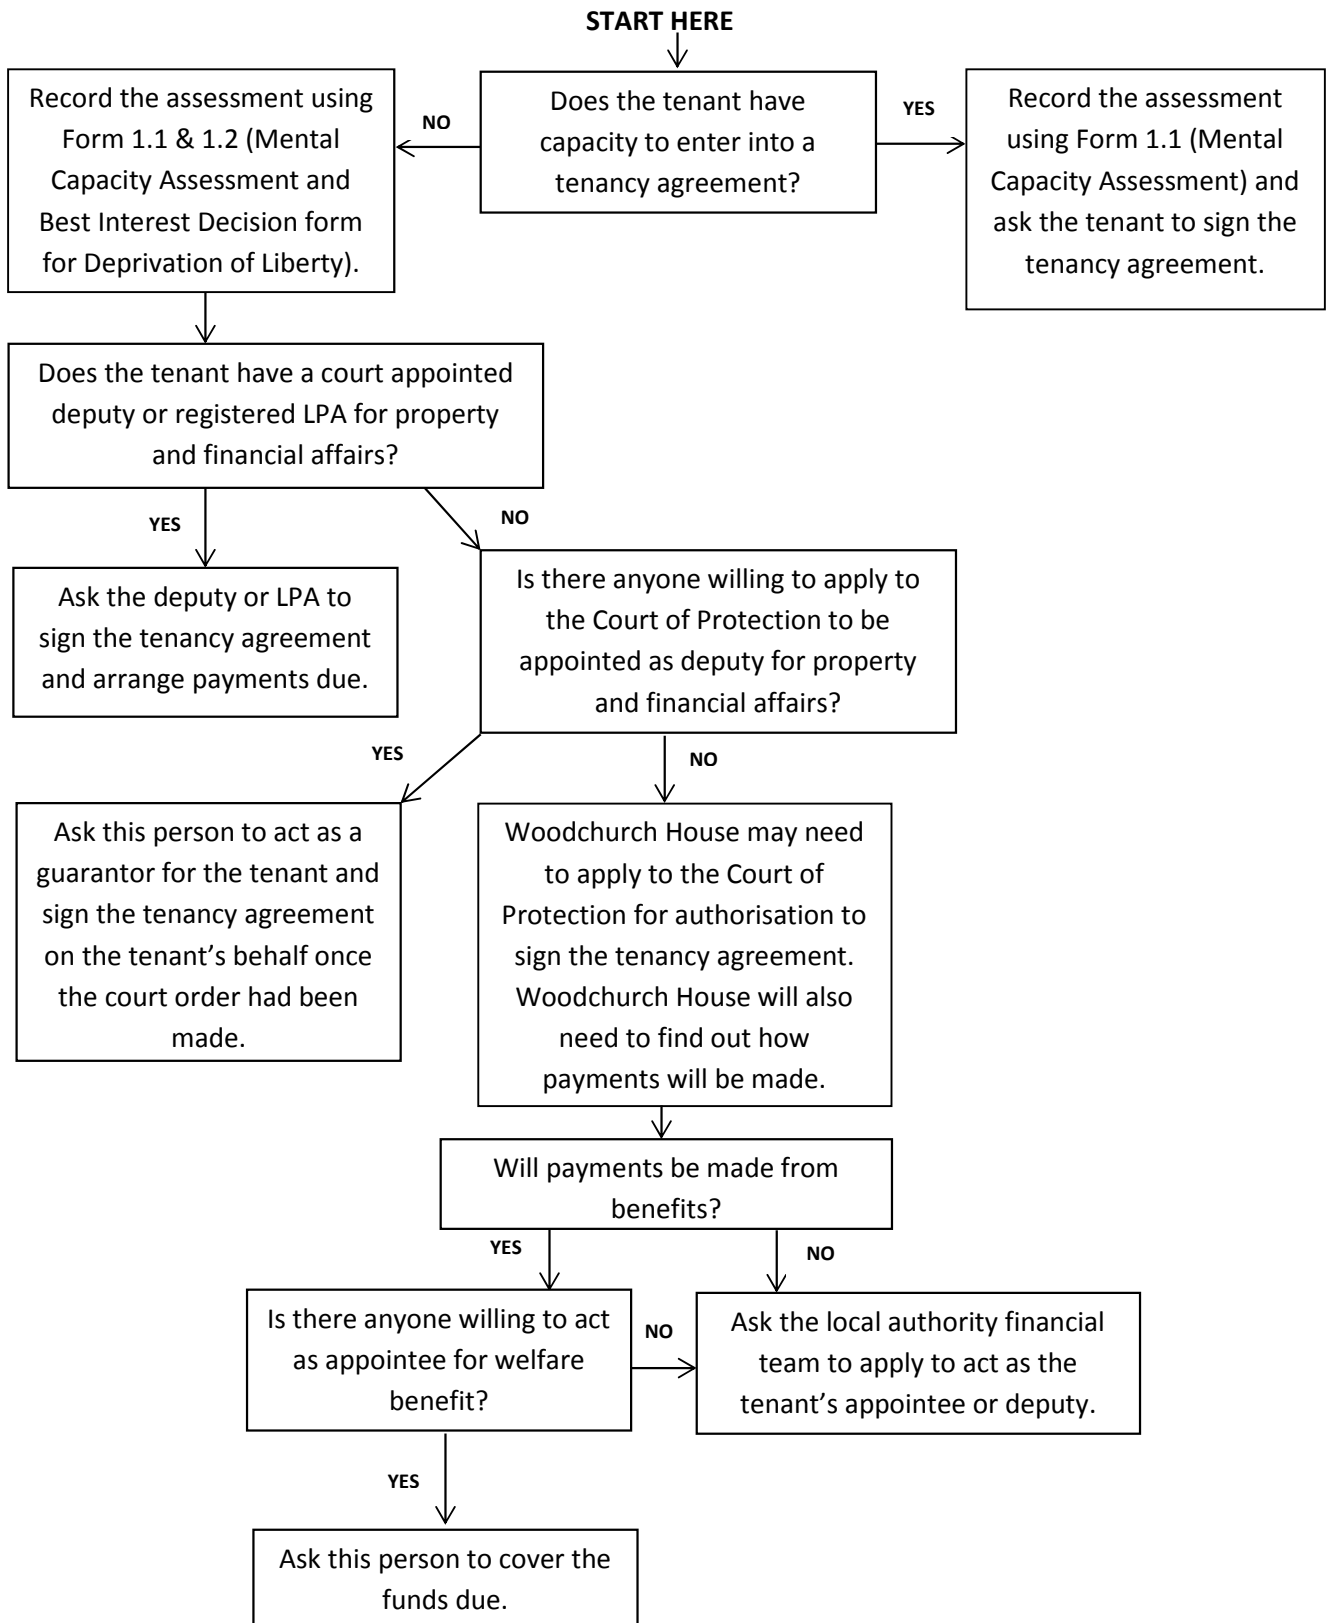 START HERE
Does the tenant have
capacity to enter into a
tenancy agreement?
NO
YES
Record the assessment using
Form 1.1 & 1.2 (Mental
Capacity Assessment and
Best Interest Decision form
for Deprivation of Liberty).
Record the assessment
using Form 1.1 (Mental
Capacity Assessment) and
ask the tenant to sign the
tenancy agreement.
Does the tenant have a court appointed
deputy or registered LPA for property
and financial affairs?
YES
NO
Ask the deputy or LPA to
sign the tenancy agreement
and arrange payments due.
Is there anyone willing to apply to
the Court of Protection to be
appointed as deputy for property
and financial affairs?
YES
NO
Ask this person to act as a
guarantor for the tenant and
sign the tenancy agreement
on the tenant’s behalf once
the court order had been
made.
Woodchurch House may need
to apply to the Court of
Protection for authorisation to
sign the tenancy agreement.
Woodchurch House will also
need to find out how
payments will be made.
Will payments be made from
benefits?
YES
NO
Is there anyone willing to act
as appointee for welfare
benefit?
NO
Ask the local authority financial
team to apply to act as the
tenant’s appointee or deputy.
YES
Ask this person to cover the
funds due.